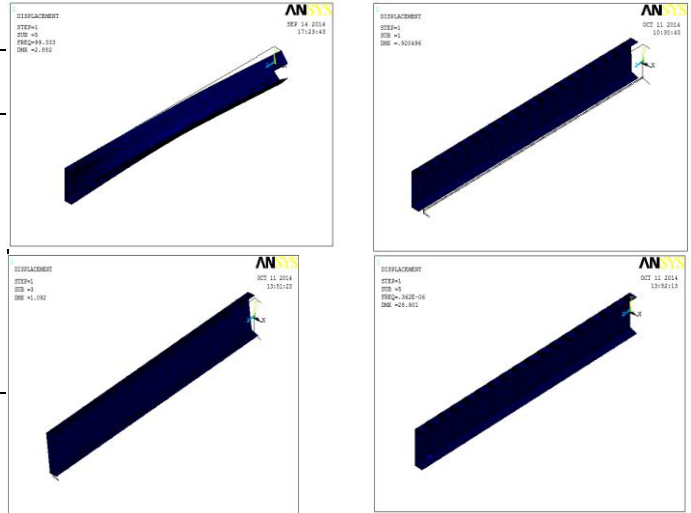 DISPLACEMENT
STEP=1
SUB =5
FREQ=99.333
DMX =2.882
ANSYS
SEP 14 2014
17:23:43
DISPLACEMENT
STEP=1
SUB =1
DMX =.920496
ANSYS
OCT 11 2014
10:30:43
X
DISPLACEMENT
STEP=1
SUB =3
DMX =1.092
ANSYS
OCT 11 2014
13:51:23
X
DISPLACEMENT
STEP=1
SUB =5
FREQ=.362E-06
DMX =28.901
ANSYS
OCT 11 2014
13:52:13
X